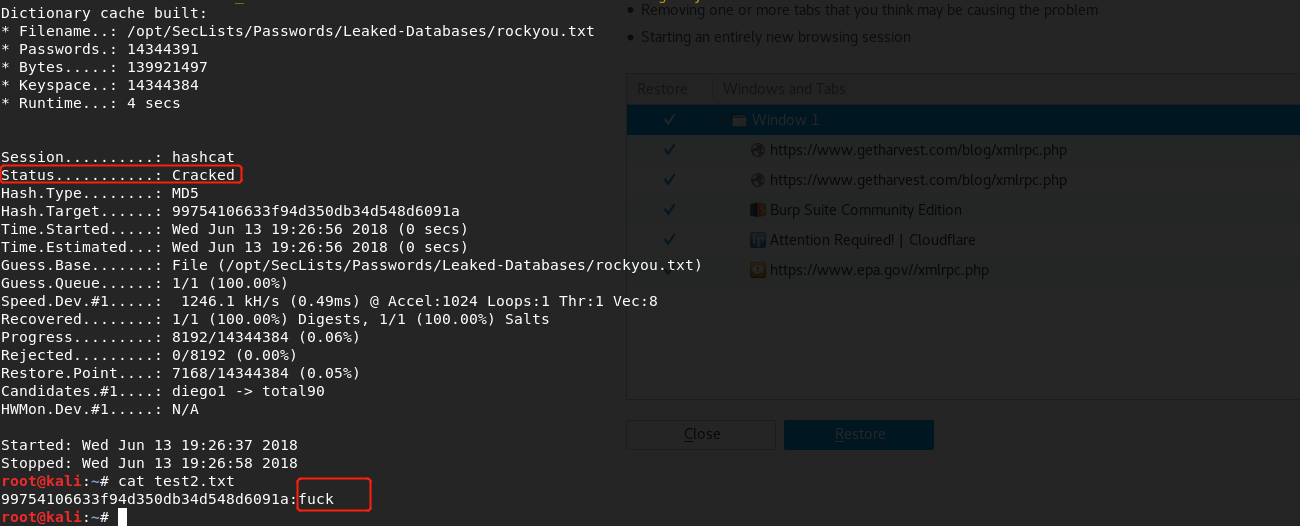 Dictionary cache built:
* Filename..: /opt/SecLists/Passwords/Leaked-Databases/rockyou.txt
* Passwords.: 14344391
* Bytes.....: 139921497
* Keyspace..: 14344384
* Runtime...: 4 secs
Session..........: hashcat
Status...........: Cracked
Hash.Type........: MD5
Hash.Target......: 99754106633f94d350db34d548d6091a
Time.Started.....: Wed Jun 13 19:26:56 2018 (0 secs)
Time.Estimated...: Wed Jun 13 19:26:56 2018 (0 secs)
Guess.Base.......: File (/opt/SecLists/Passwords/Leaked-Databases/rockyou.txt)
Guess.Queue......: 1/1 (100.00%)
Speed.Dev.#1.....:  1246.1 kH/s (0.49ms) @ Accel:1024 Loops:1 Thr:1 Vec:8
Recovered........: 1/1 (100.00%) Digests, 1/1 (100.00%) Salts
Progress.........: 8192/14344384 (0.06%)
Rejected.........: 0/8192 (0.00%)
Restore.Point....: 7168/14344384 (0.05%)
Candidates.#1....: diego1 -> total90
HWMon.Dev.#1.....: N/A
Started: Wed Jun 13 19:26:37 2018
Stopped: Wed Jun 13 19:26:58 2018
root@kali:~# cat test2.txt
99754106633f94d350db34d548d6091a:fuck
root@kali:~#
• Removing one or more tabs that you think may be causing the problem
• Starting an entirely new browsing session
Restore Windows and Tabs
✓ Window 1
✓ https://www.getharvest.com/blog/xmlrpc.php
✓ https://www.getharvest.com/blog/xmlrpc.php
✓ Burp Suite Community Edition
✓ Attention Required! | Cloudflare
https://www.epa.gov//xmlrpc.php
Close
Restore